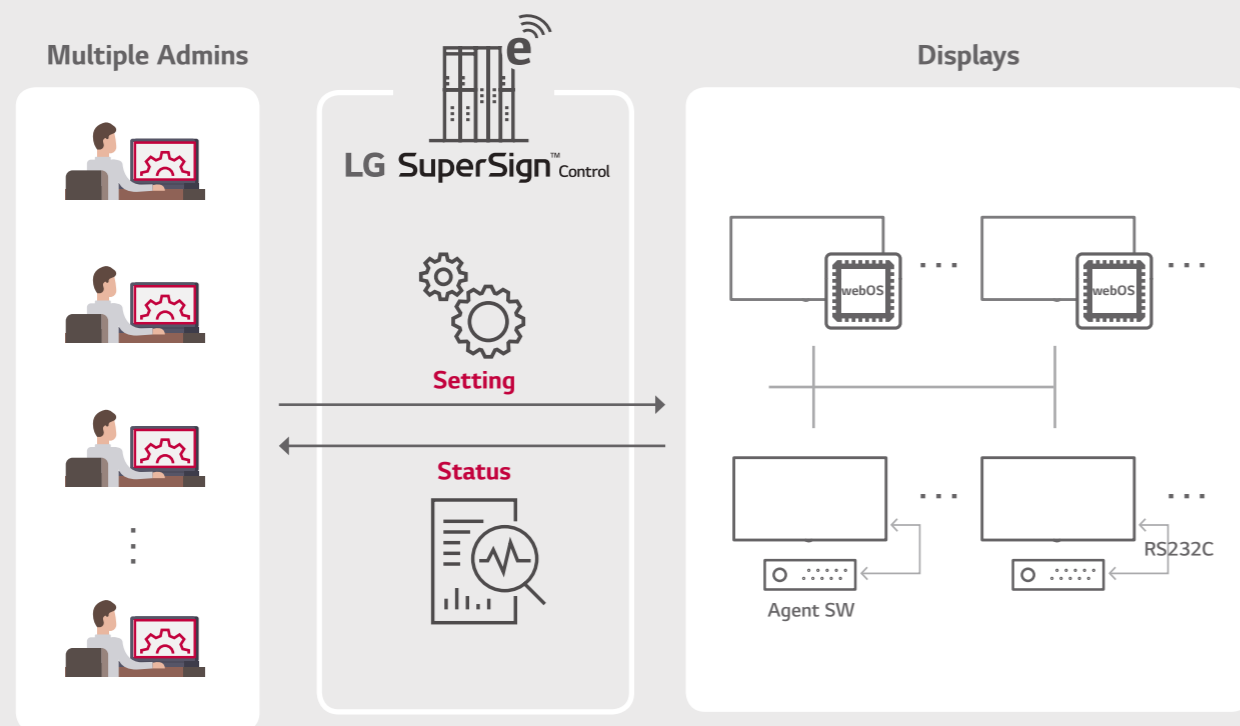 Multiple Admins
e
LG SuperSign™ Control
Displays
webOS
webOS
Setting
Status
RS232C
Agent SW